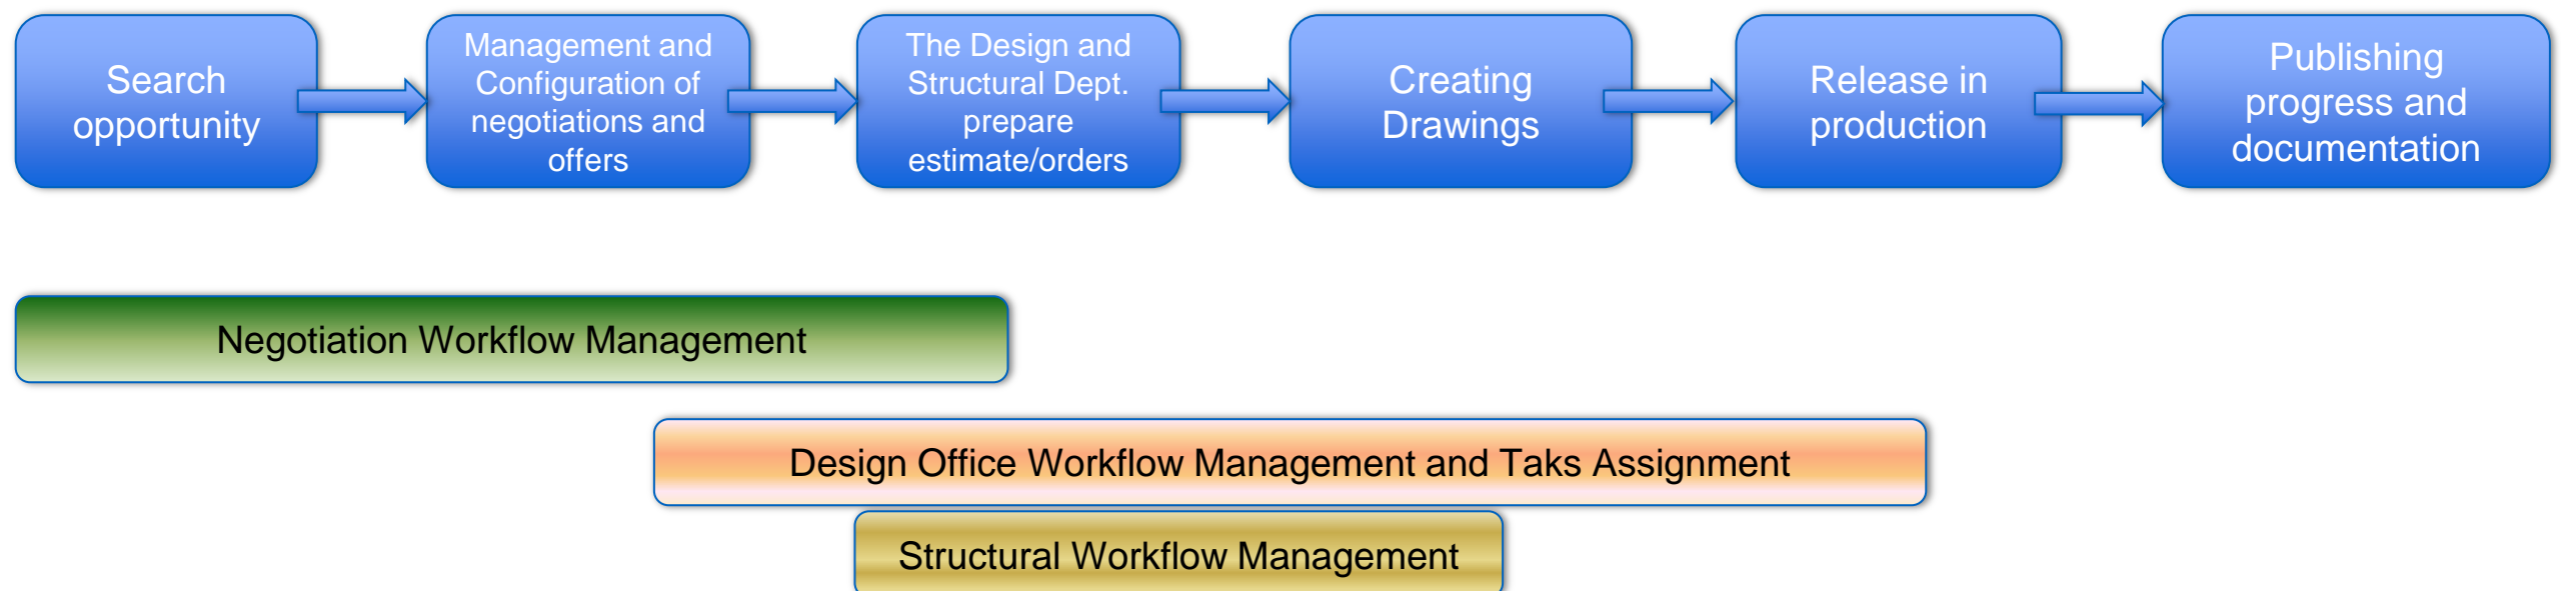 Search
opportunity
Management and
Configuration of
negotiations and
offers
The Design and
Structural Dept.
prepare
estimate/orders
Creating
Drawings
Release in
production
Publishing
progress and
documentation
Negotiation Workflow Management
Design Office Workflow Management and Taks Assignment
Structural Workflow Management